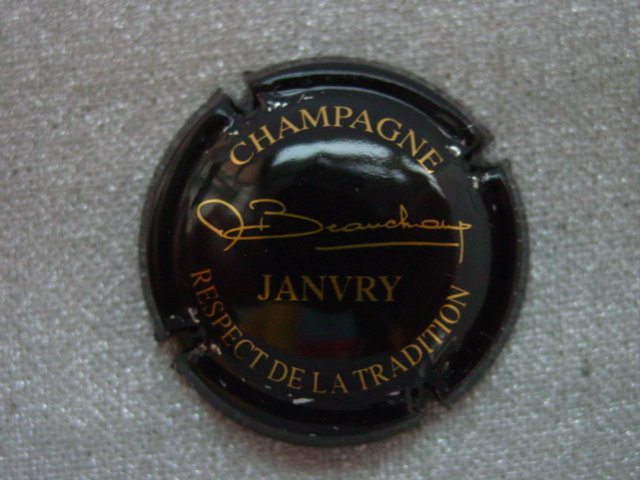 CHAMPAGNE
Beauchamp
JANVRY
RESPECT DE LA TRADITION